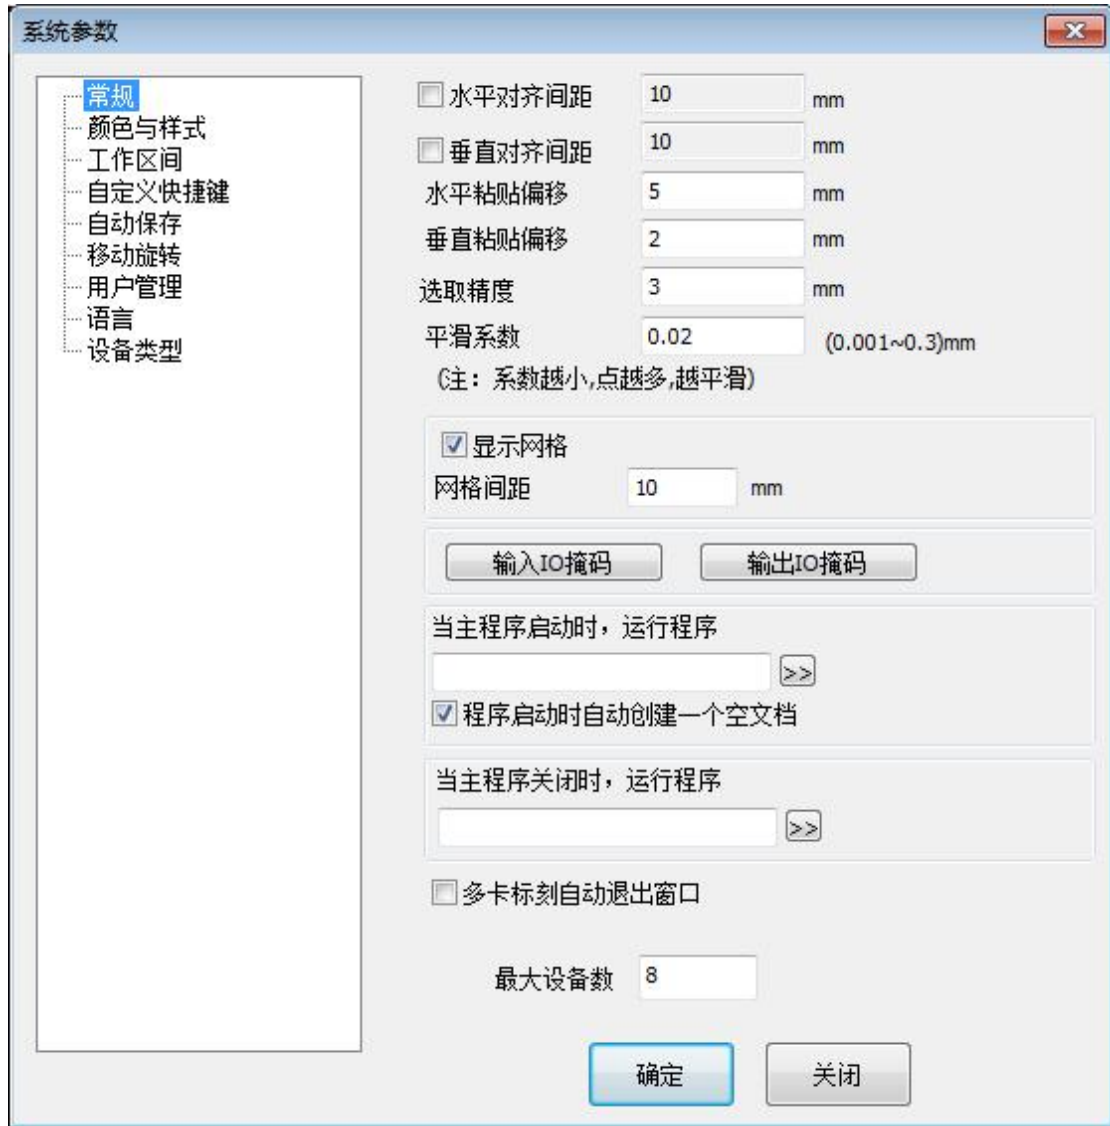 系统参数
常规
颜色与样式
工作区间
自定义快捷键
自动保存
移动旋转
用户管理
语言
设备类型
水平对齐间距 10 mm
垂直对齐间距 10 mm
水平粘贴偏移 5 mm
垂直粘贴偏移 2 mm
选取精度 3 mm
平滑系数 0.02 (0.001~0.3)mm
(注：系数越小,点越多,越平滑)
显示网格
网格间距 10 mm
输入IO掩码 输出IO掩码
当主程序启动时，运行程序
>>
程序启动时自动创建一个空文档
当主程序关闭时，运行程序
>>
多卡标刻自动退出窗口
最大设备数 8
确定 关闭